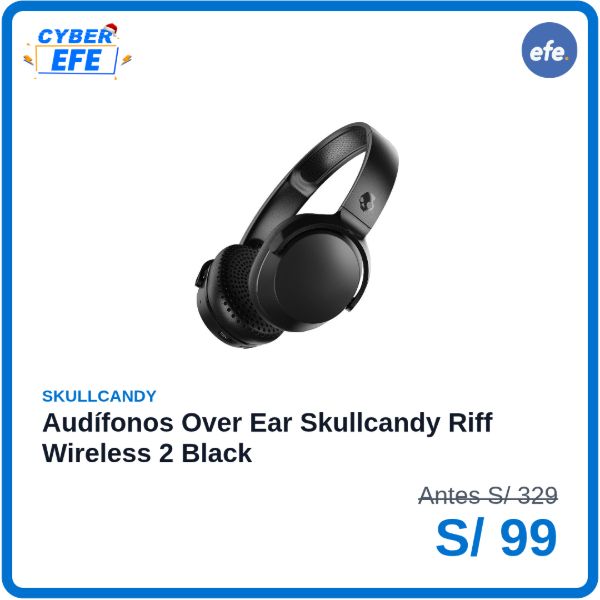 CYBER
EFE
efe.
SKULLCANDY
Audífonos Over Ear Skullcandy Riff
Wireless 2 Black
Antes S/ 329
S/ 99